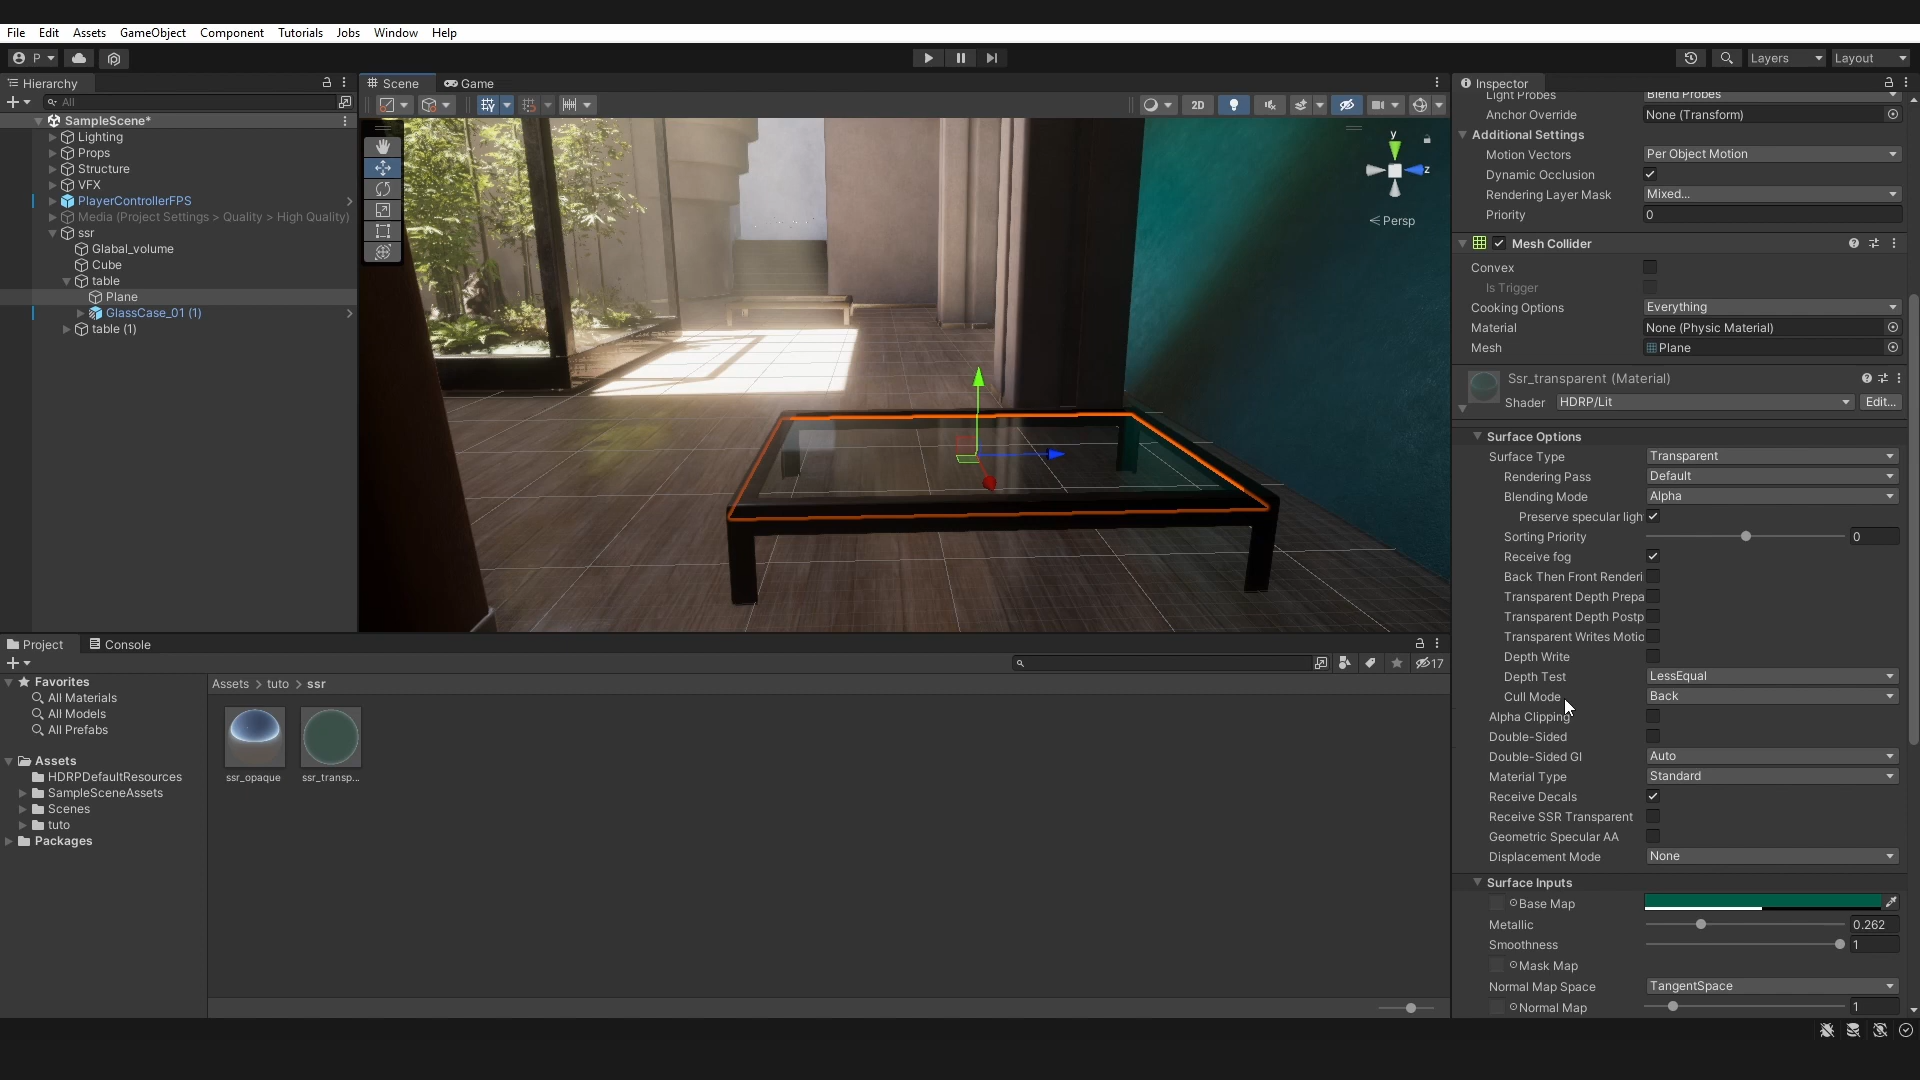 File Edit Assets GameObject Component Tutorials Jobs Window Help
P Layers Layout
Hierarchy
All
SampleScene*
Lighting
Props
Structure
VFX
PlayerControllerFPS
Media (Project Settings > Quality > High Quality)
ssr
Glabal_volume
Cube
table
Plane
GlassCase_01 (1)
table (1)
Scene Game
2D
y
z
Persp
Project Console
17
Favorites
All Materials
All Models
All Prefabs
Assets
HDRPDefaultResources
SampleSceneAssets
Scenes
tuto
Packages
Assets > tuto > ssr
ssr_opaque ssr_transp...
Inspector
Light Probes Blend Probes
Anchor Override None (Transform)
Additional Settings
Motion Vectors Per Object Motion
Dynamic Occlusion
Rendering Layer Mask Mixed...
Priority 0
Mesh Collider
Convex
Is Trigger
Cooking Options Everything
Material None (Physic Material)
Mesh Plane
Ssr_transparent (Material)
Shader HDRP/Lit Edit...
Surface Options
Surface Type Transparent
Rendering Pass Default
Blending Mode Alpha
Preserve specular ligh
Sorting Priority 0
Receive fog
Back Then Front Renderi
Transparent Depth Prepa
Transparent Depth Postp
Transparent Writes Motio
Depth Write
Depth Test LessEqual
Cull Mode Back
Alpha Clipping
Double-Sided
Double-Sided GI Auto
Material Type Standard
Receive Decals
Receive SSR Transparent
Geometric Specular AA
Displacement Mode None
Surface Inputs
Base Map
Metallic 0.262
Smoothness 1
Mask Map
Normal Map Space TangentSpace
Normal Map 1